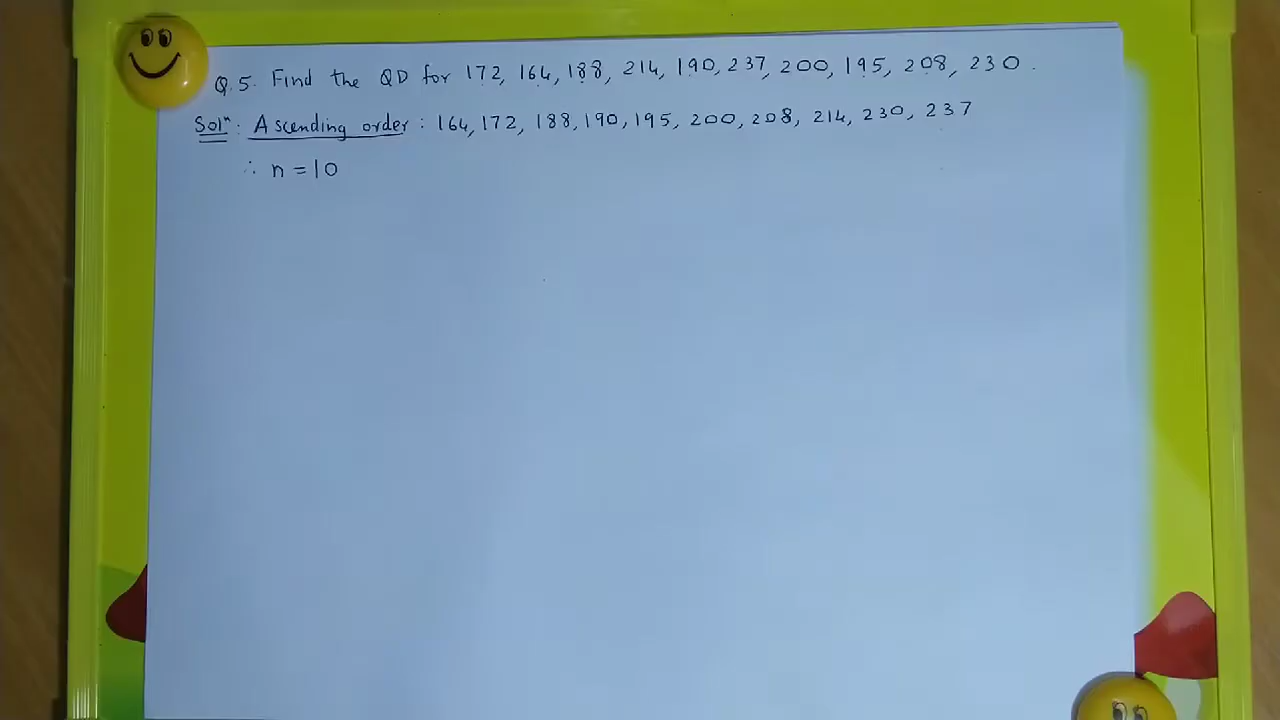 Q.5. Find the QD for 172, 164, 188, 214, 190, 237, 200, 195, 208, 230.
Solⁿ: Ascending order: 164, 172, 188, 190, 195, 200, 208, 214, 230, 237
∴ n = 10